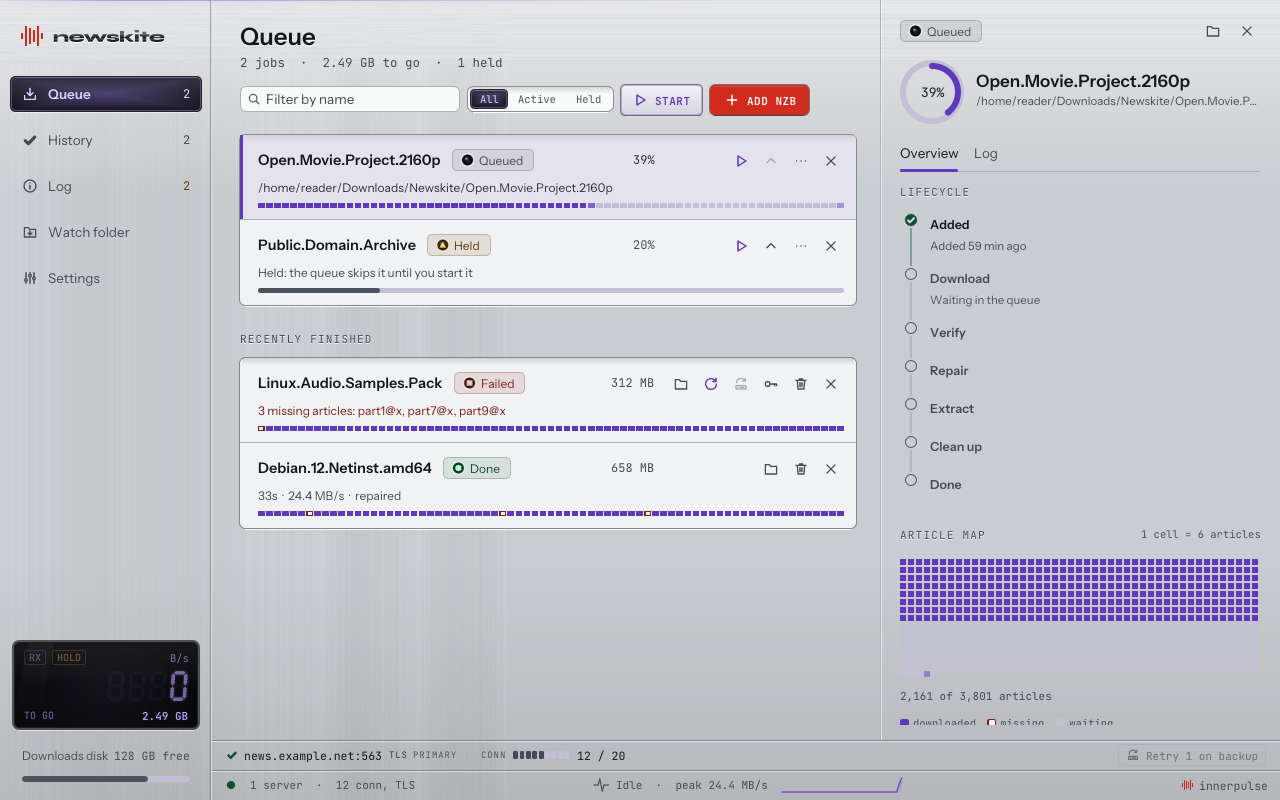 newskite
Queue 2
History 2
Log 2
Watch folder
Settings
RX HOLD B/s
0
TO GO 2.49 GB
Downloads disk 128 GB free
Queue
2 jobs · 2.49 GB to go · 1 held
Filter by name
All Active Held
START
ADD NZB
Open.Movie.Project.2160p Queued 39%
/home/reader/Downloads/Newskite/Open.Movie.Project.2160p
Public.Domain.Archive Held 20%
Held: the queue skips it until you start it
RECENTLY FINISHED
Linux.Audio.Samples.Pack Failed 312 MB
3 missing articles: part1@x, part7@x, part9@x
Debian.12.Netinst.amd64 Done 658 MB
33s · 24.4 MB/s · repaired
Queued
39%
Open.Movie.Project.2160p
/home/reader/Downloads/Newskite/Open.Movie.P…
Overview Log
LIFECYCLE
Added
Added 59 min ago
Download
Waiting in the queue
Verify
Repair
Extract
Clean up
Done
ARTICLE MAP 1 cell = 6 articles
2,161 of 3,801 articles
downloaded missing waiting
news.example.net:563 TLS PRIMARY CONN 12 / 20 Retry 1 on backup
1 server · 12 conn, TLS Idle · peak 24.4 MB/s innerpulse